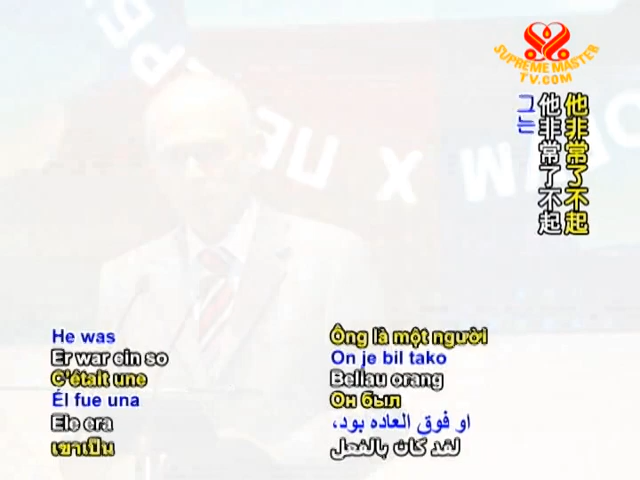 SUPREME MASTER
TV.COM
他非常了不起
他非常了不起
그는
He was
Er war ein so
C'était une
Él fue una
Ele era
เขาเป็น
Ông là một người
On je bil tako
Beliau orang
Он был
او فوق العاده بود،
لقد كان بالفعل